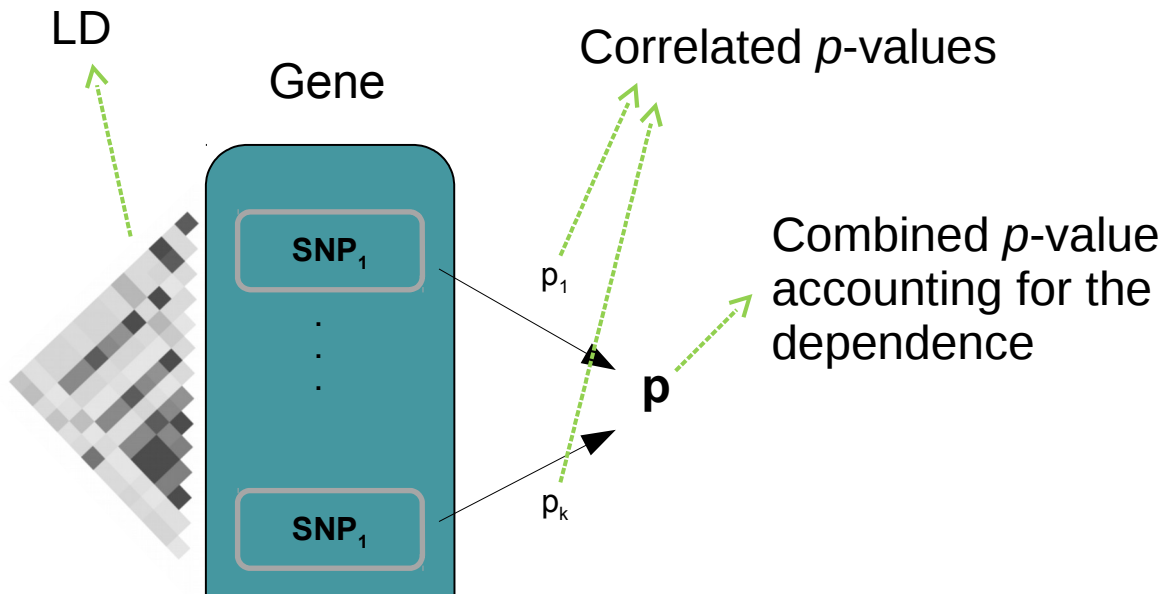 LD
Gene
Correlated p-values
SNP₁
p₁
.
.
.
Combined p-value
accounting for the
dependence
p
SNP₁
pₖ